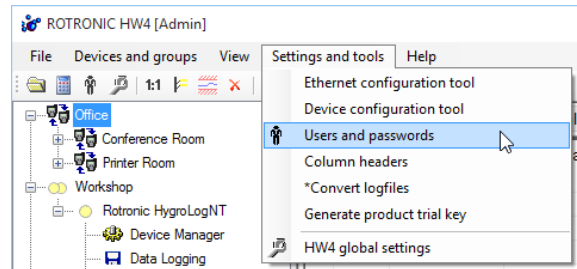 ROTRONIC HW4 [Admin]
File Devices and groups View Settings and tools Help
1:1
Ethernet configuration tool
Office
Device configuration tool
Conference Room
Users and passwords
Printer Room
Column headers
Workshop
*Convert logfiles
Rotronic HygroLogNT
Generate product trial key
Device Manager
HW4 global settings
Data Logging